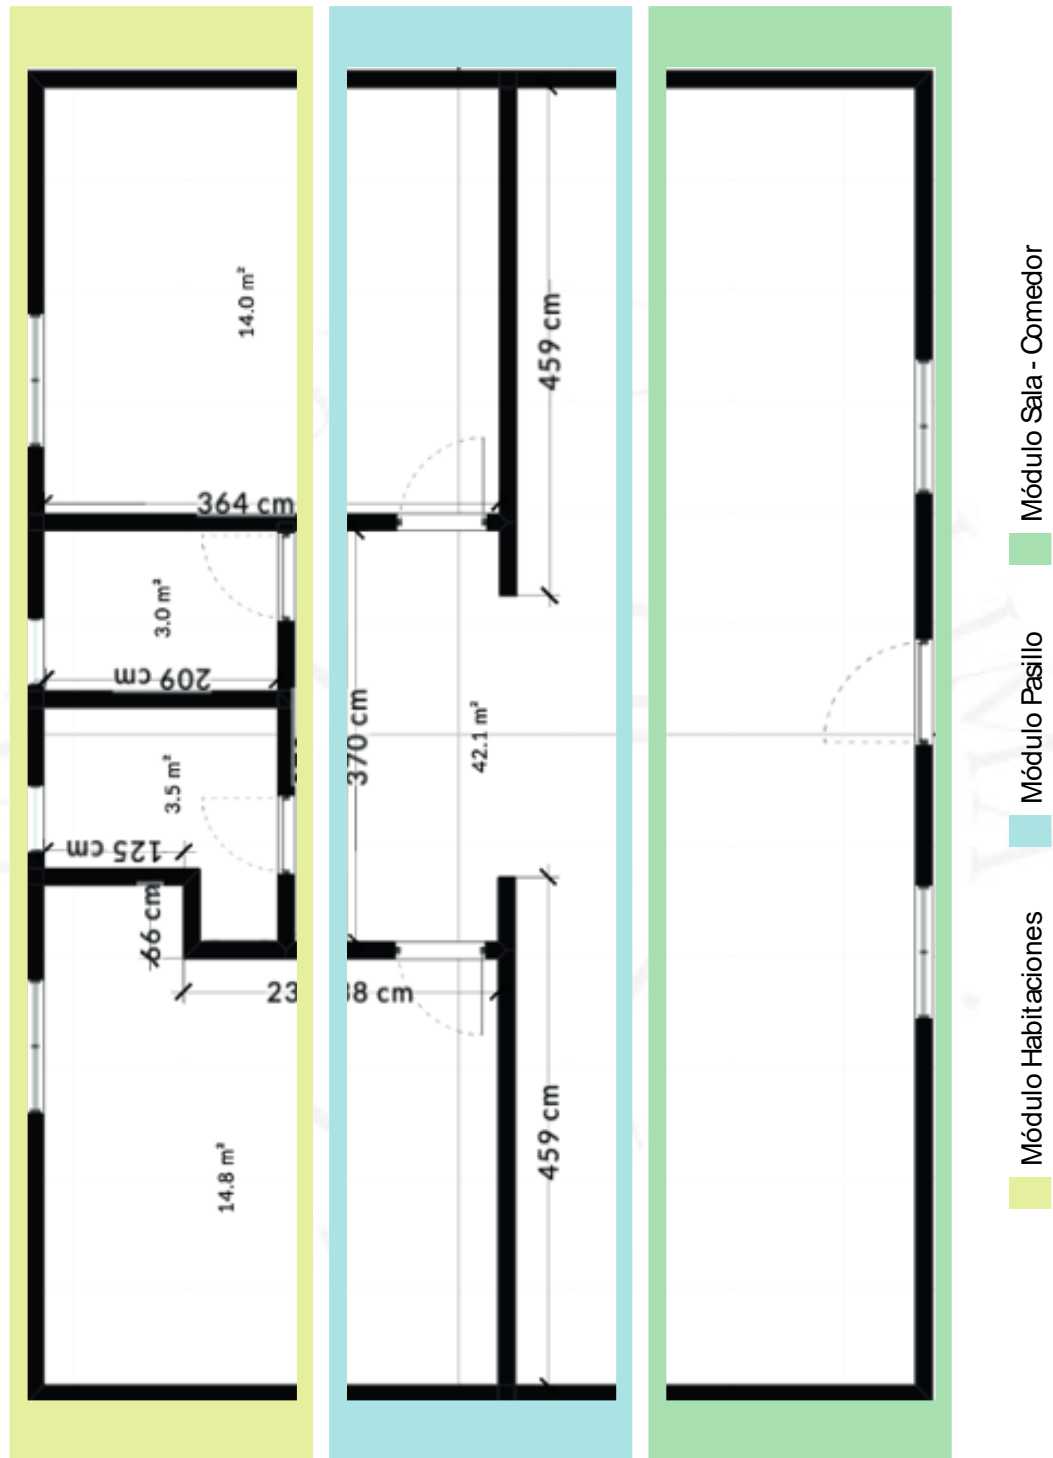 14.0 m²
364 cm
3.0 m²
209 cm
3.5 m²
125 cm
66 cm
14.8 m²
23
38 cm
459 cm
370 cm
42.1 m²
459 cm
Módulo Habitaciones
Módulo Pasillo
Módulo Sala - Comedor